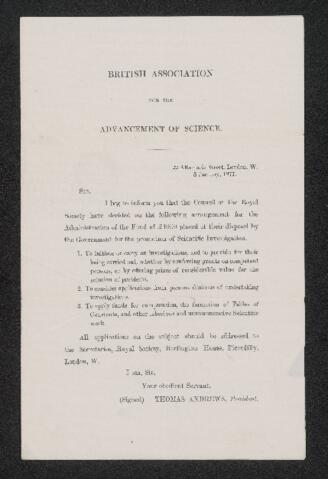 BRITISH ASSOCIATION
FOR THE
ADVANCEMENT OF SCIENCE.
22 Albemarle Street, London, W.
January, 1877.
Sir,
I beg to inform you that the Council of the Royal
Society have decided on the following arrangement for the
Administration of the Fund of placed at their disposal by
the Government for the promotion of Scientific Investigation.
1. To initiate or carry on investigations, and to provide for their
being carried out, whether by conferring grants on competent
persons, or by offering prizes of considerable value for the
solution of problems.
2. To consider applications from persons desirous of undertaking
investigations.
3. To apply funds for computation, the formation of Tables of
Constants, and other laborious and unremunerative Scientific
work.
All applications on the subject should be addressed to
the Secretaries, Royal Society, Burlington House, Piccadilly,
London, W.
I am, Sir,
Your obedient Servant,
(Signed) THOMAS ANDREWS, President.